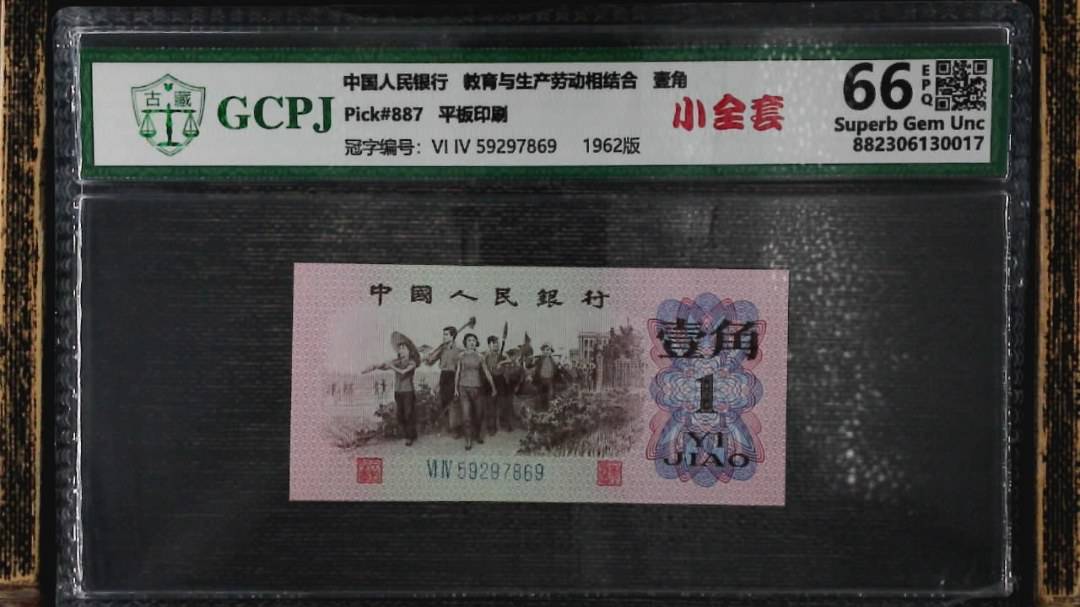 古藏
GCPJ
中国人民银行 教育与生产劳动相结合 壹角
Pick#887 平板印刷
冠字编号：VI IV 59297869 1962版
小全套
66
EPQ
Superb Gem Unc
882306130017
中國人民銀行
壹角
1
YI
JIAO
VI IV 59297869